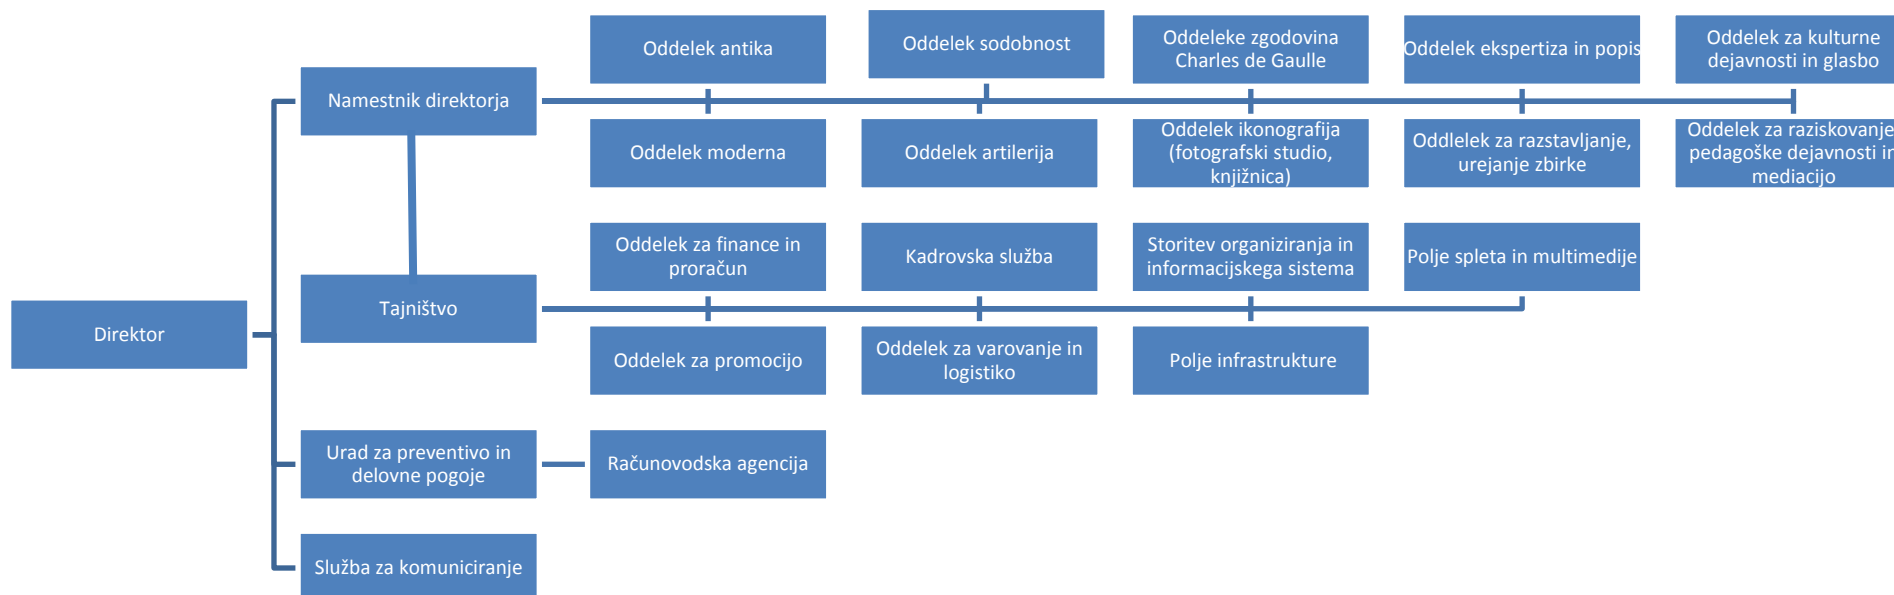 Oddelek antika
Oddelek sodobnost
Oddeleke zgodovina
Charles de Gaulle
Oddelek ekspertiza in popis
Oddelek za kulturne
dejavnosti in glasbo
Namestnik direktorja
Oddelek moderna
Oddelek artilerija
Oddelek ikonografija
(fotografski studio,
knjižnica)
Oddlelek za razstavljanje,
urejanje zbirke
Oddelek za raziskovanje
pedagoške dejavnosti in
mediacijo
Oddelek za finance in
proračun
Kadrovska služba
Storitev organiziranja in
informacijskega sistema
Polje spleta in multimedije
Tajništvo
Direktor
Oddelek za promocijo
Oddelek za varovanje in
logistiko
Polje infrastrukture
Urad za preventivo in
delovne pogoje
Računovodska agencija
Služba za komuniciranje